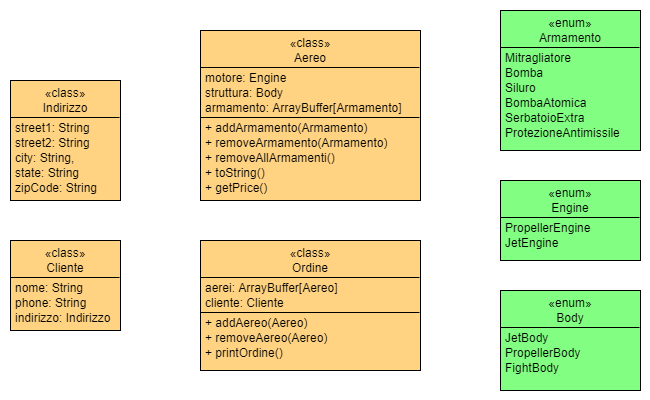 «class»
Indirizzo
street1: String
street2: String
city: String,
state: String
zipCode: String
«class»
Cliente
nome: String
phone: String
indirizzo: Indirizzo
«class»
Aereo
motore: Engine
struttura: Body
armamento: ArrayBuffer[Armamento]
+ addArmamento(Armamento)
+ removeArmamento(Armamento)
+ removeAllArmamenti()
+ toString()
+ getPrice()
«class»
Ordine
aerei: ArrayBuffer[Aereo]
cliente: Cliente
+ addAereo(Aereo)
+ removeAereo(Aereo)
+ printOrdine()
«enum»
Armamento
Mitragliatore
Bomba
Siluro
BombaAtomica
SerbatoioExtra
ProtezioneAntimissile
«enum»
Engine
PropellerEngine
JetEngine
«enum»
Body
JetBody
PropellerBody
FightBody